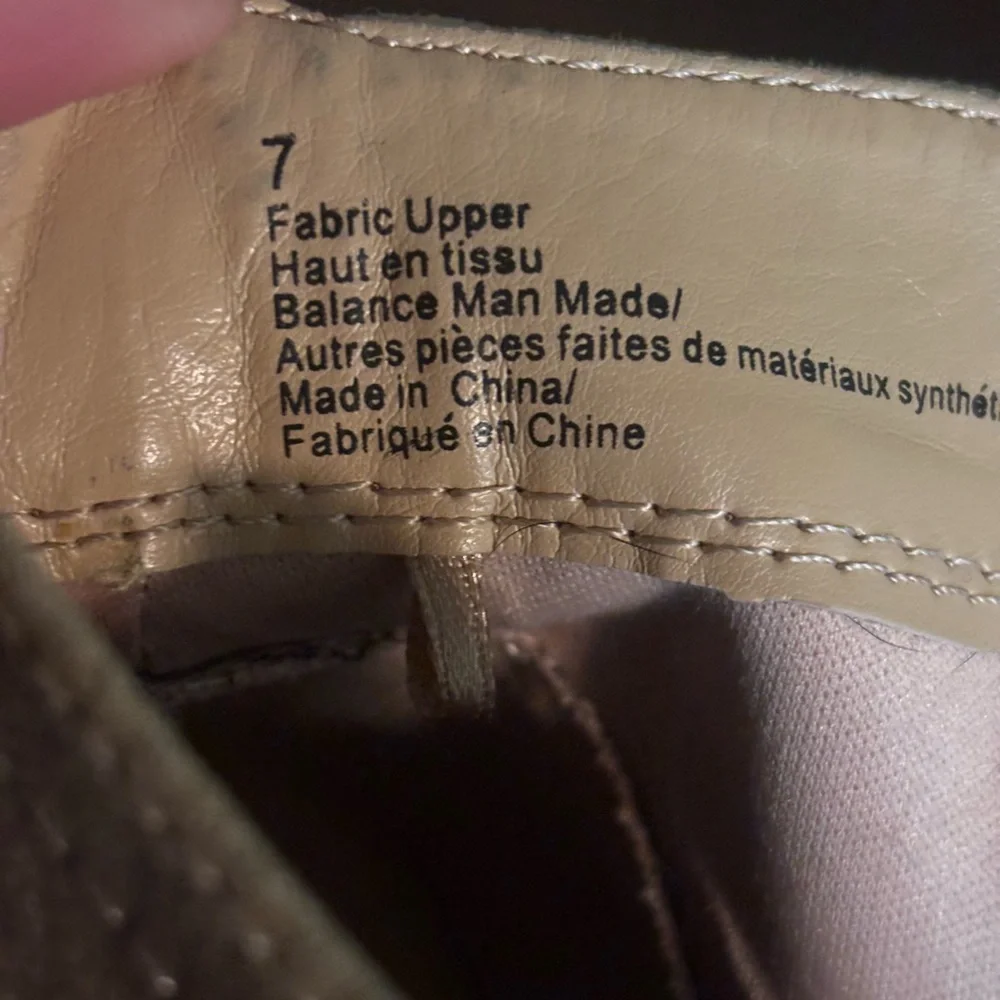 7
Fabric Upper
Haut en tissu
Balance Man Made/
Autres pièces faites de matériaux synthét
Made in China/
Fabriqué en Chine